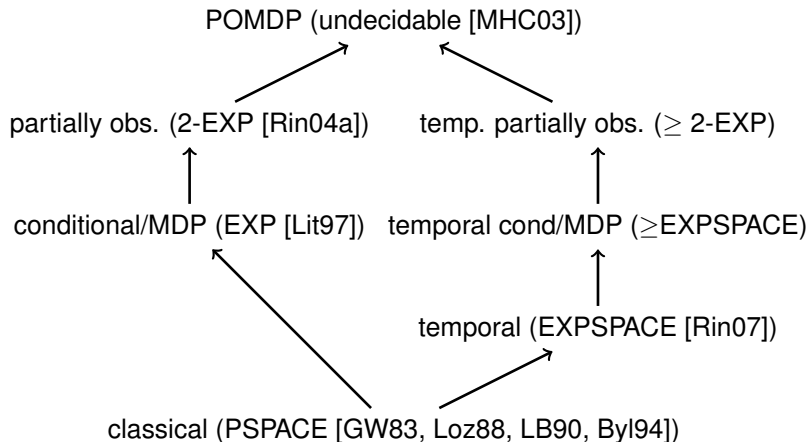 POMDP (undecidable [MHC03])
partially obs. (2-EXP [Rin04a])
temp. partially obs. (≥ 2-EXP)
conditional/MDP (EXP [Lit97])
temporal cond/MDP (≥EXPSPACE)
temporal (EXPSPACE [Rin07])
classical (PSPACE [GW83, Loz88, LB90, Byl94])